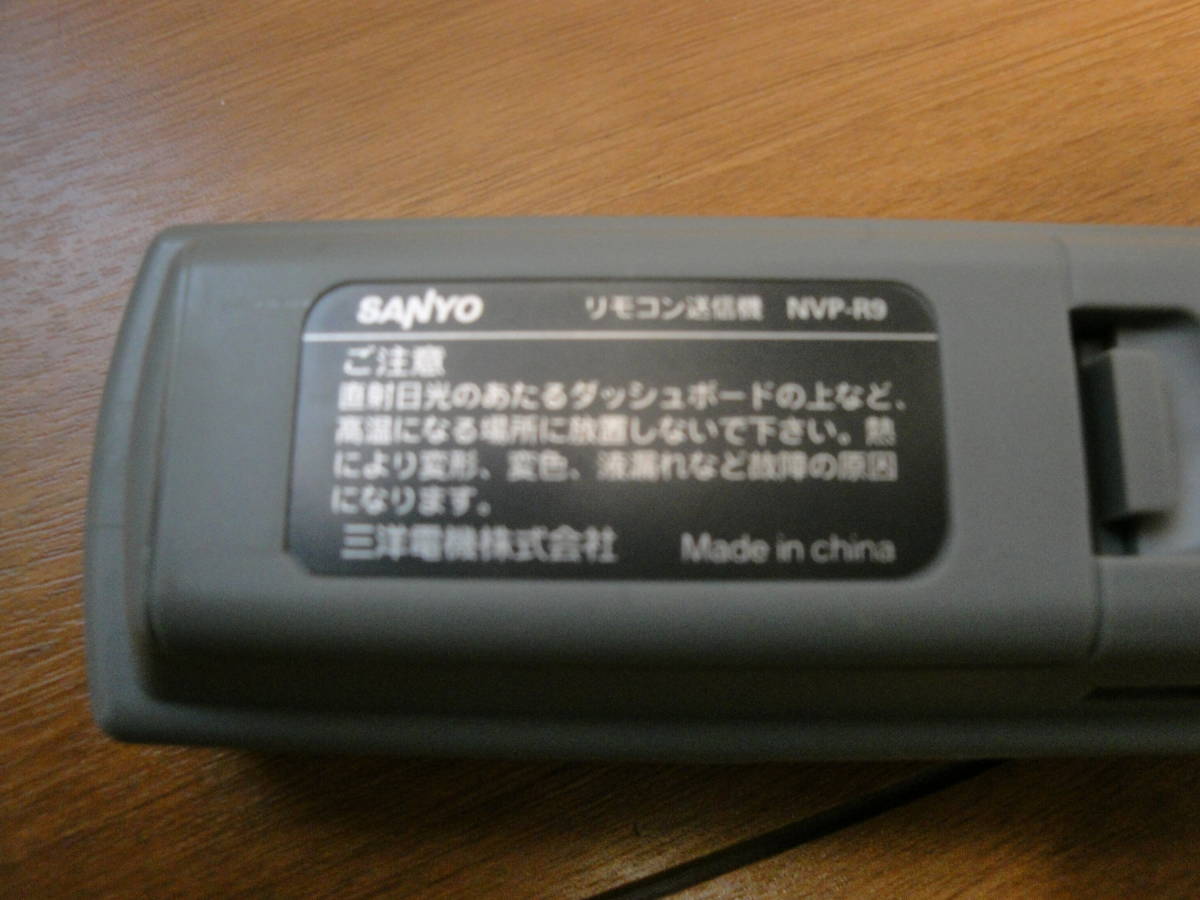 SANYO リモコン送信機 NVP-R9
ご注意
直射日光のあたるダッシュボードの上など、
高温になる場所に放置しないで下さい。熱
により変形、変色、液漏れなど故障の原因
になります。
三洋電機株式会社 Made in china